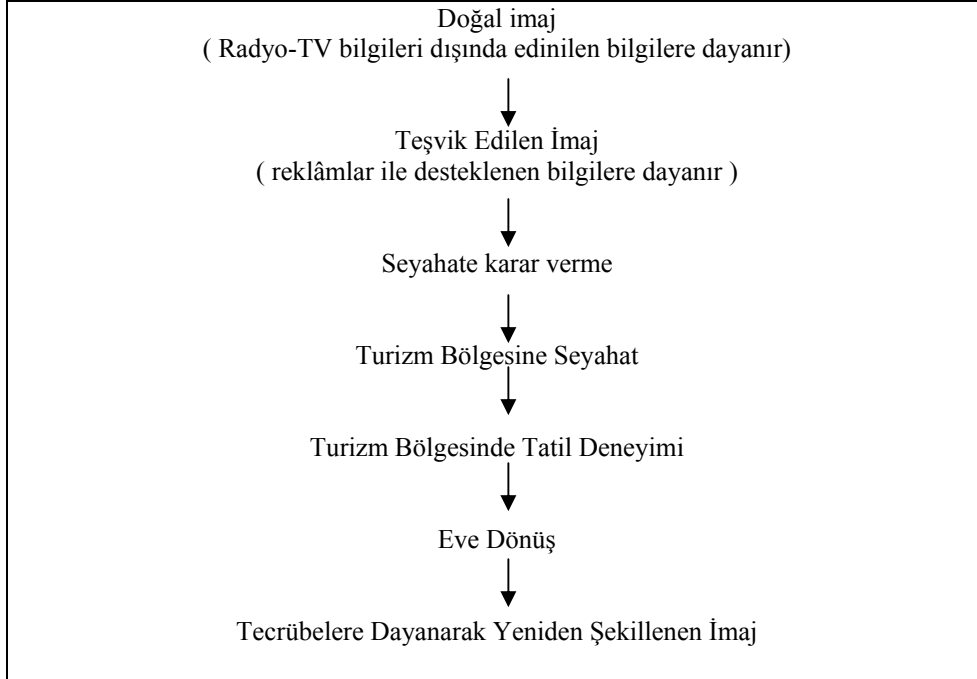 Doğal imaj
( Radyo-TV bilgileri dışında edinilen bilgilere dayanır)
Teşvik Edilen İmaj
( reklâmlar ile desteklenen bilgilere dayanır )
Seyahate karar verme
Turizm Bölgesine Seyahat
Turizm Bölgesinde Tatil Deneyimi
Eve Dönüş
Tecrübelere Dayanarak Yeniden Şekillenen İmaj